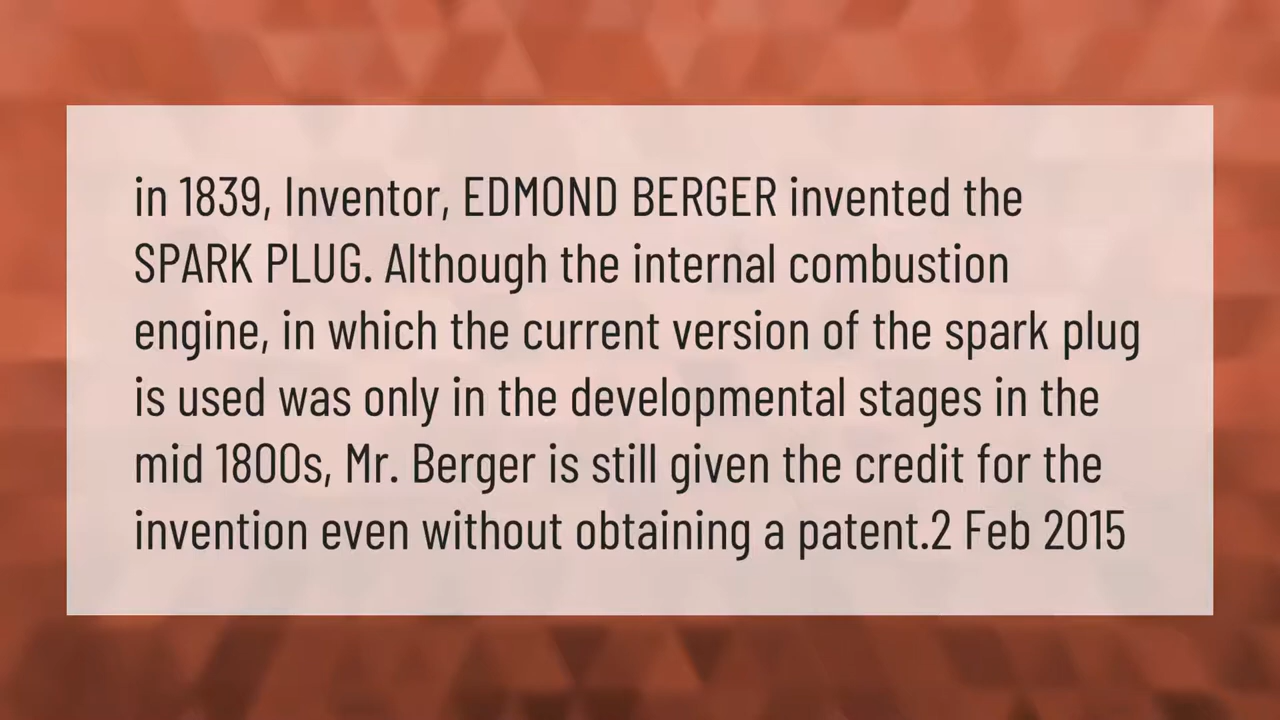 in 1839, Inventor, EDMOND BERGER invented the
SPARK PLUG. Although the internal combustion
engine, in which the current version of the spark plug
is used was only in the developmental stages in the
mid 1800s, Mr. Berger is still given the credit for the
invention even without obtaining a patent.2 Feb 2015